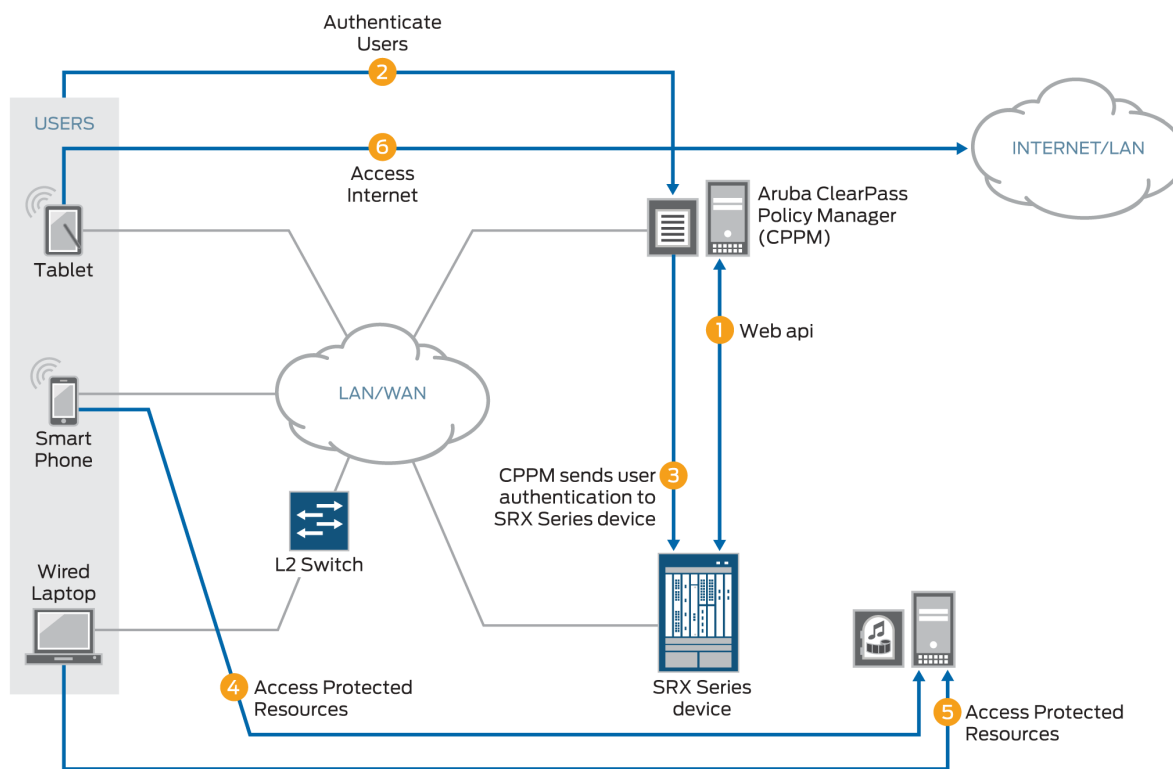 Authenticate
Users
2
USERS
6
Access
Internet
INTERNET/LAN
Aruba ClearPass
Policy Manager
(CPPM)
Tablet
1 Web api
LAN/WAN
Smart
Phone
CPPM sends user
authentication to
SRX Series device
3
L2 Switch
Wired
Laptop
SRX Series
device
4 Access Protected
Resources
5 Access Protected
Resources